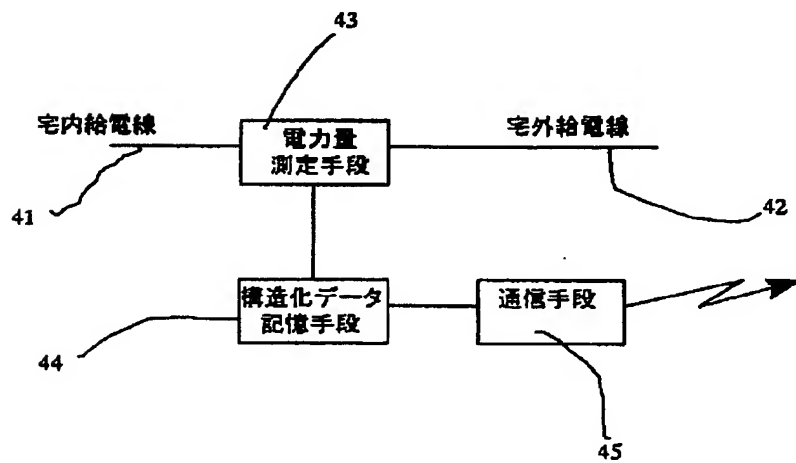 43
宅内給電線
電力量
測定手段
宅外給電線
41
42
構造化データ
記憶手段
通信手段
44
45